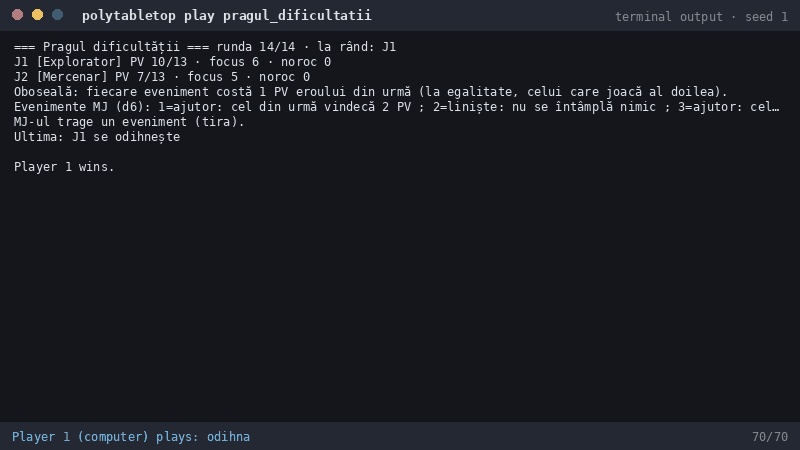 polytabletop play pragul_dificultatii
terminal output · seed 1
=== Pragul dificultății === runda 14/14 · la rând: J1
J1 [Explorator] PV 10/13 · focus 6 · noroc 0
J2 [Mercenar] PV 7/13 · focus 5 · noroc 0
Oboseală: fiecare eveniment costă 1 PV eroului din urmă (la egalitate, celui care joacă al doilea).
Evenimente MJ (d6): 1=ajutor: cel din urmă vindecă 2 PV ; 2=liniște: nu se întâmplă nimic ; 3=ajutor: cel…
MJ-ul trage un eveniment (tira).
Ultima: J1 se odihnește
Player 1 wins.
Player 1 (computer) plays: odihna
70/70